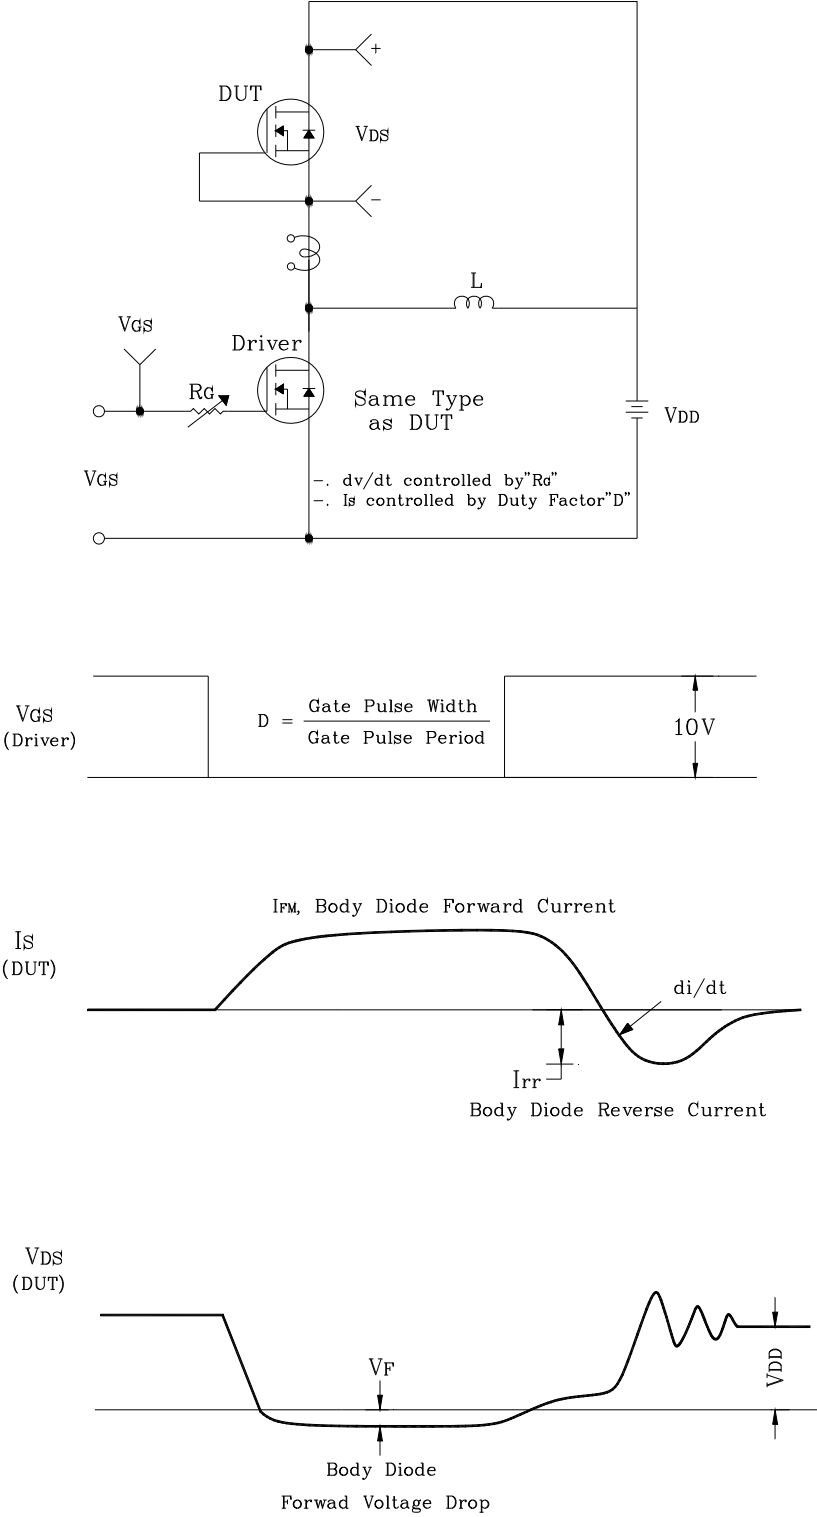 +
DUT
VDS
−
L
VGS
Driver
RG
Same Type
as DUT
VDD
VGS
−. dv/dt controlled by"RG"
−. Is controlled by Duty Factor"D"
VGS
(Driver)
D = Gate Pulse Width
Gate Pulse Period
10V
IFM, Body Diode Forward Current
IS
(DUT)
di/dt
Irr
Body Diode Reverse Current
VDS
(DUT)
VF
VDD
Body Diode
Forwad Voltage Drop